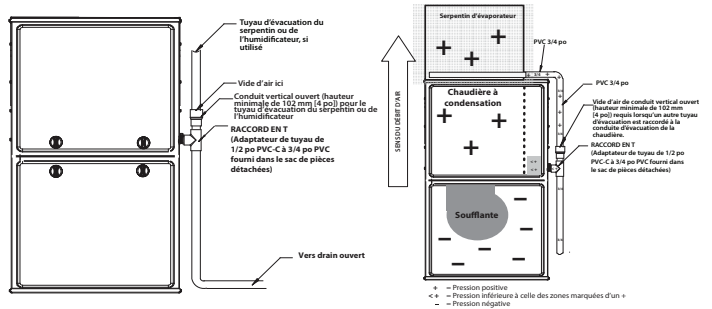 Tuyau d'évacuation du
serpentin ou de
l'humidificateur, si
utilisé
Vide d'air ici
Conduit vertical ouvert (hauteur
minimale de 102 mm [4 po]) pour le
tuyau d'évacuation du serpentin ou de
l'humidificateur
RACCORD EN T
(Adaptateur de tuyau de
1/2 po PVC-C à 3/4 po PVC
fourni dans le sac de pièces
détachées)
Vers drain ouvert
Serpentin d'évaporateur
+
+
+
PVC 3/4 po
+ <+ +
SENS DU DÉBIT D'AIR
Chaudière à
condensation
+
+
+
<+
<+
PVC 3/4 po
Vide d'air de conduit vertical ouvert
(hauteur minimale de 102 mm
[4 po]) requis lorsqu'un autre tuyau
d'évacuation est raccordé à la
conduite d'évacuation de la
chaudière.
RACCORD EN T
(Adaptateur de tuyau de 1/2 po
PVC-C à 3/4 po PVC fourni dans
le sac de pièces détachées)
Soufflante
+ = Pression positive
<+ = Pression inférieure à celle des zones marquées d'un +
– = Pression négative